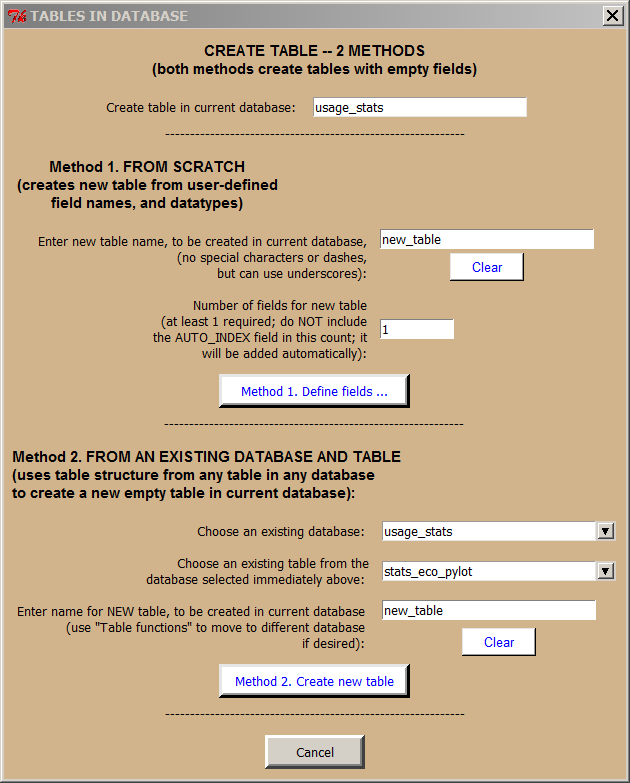 TABLES IN DATABASE
CREATE TABLE -- 2 METHODS
(both methods create tables with empty fields)
Create table in current database: usage_stats
------------------------------------------------------------
Method 1. FROM SCRATCH
(creates new table from user-defined
field names, and datatypes)
Enter new table name, to be created in current database, new_table
(no special characters or dashes,
but can use underscores): Clear
Number of fields for new table
(at least 1 required; do NOT include
the AUTO_INDEX field in this count; it 1
will be added automatically):
Method 1. Define fields ...
------------------------------------------------------------
Method 2. FROM AN EXISTING DATABASE AND TABLE
(uses table structure from any table in any database
to create a new empty table in current database):
Choose an existing database: usage_stats
Choose an existing table from the
database selected immediately above: stats_eco_pylot
Enter name for NEW table, to be created in current database new_table
(use "Table functions" to move to different database
if desired): Clear
Method 2. Create new table
------------------------------------------------------------
Cancel